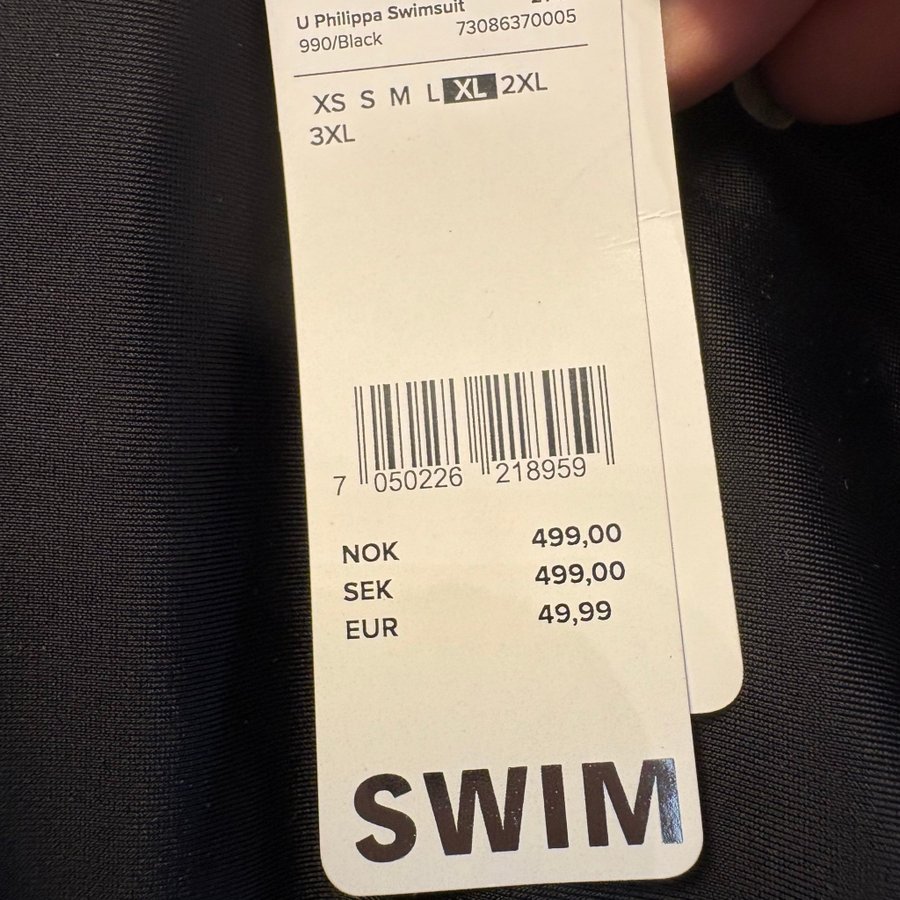 U Philippa Swimsuit
990/Black 73086370005
XS S M L XL 2XL
3XL
7 050226 218959
NOK 499,00
SEK 499,00
EUR 49,99
SWIM